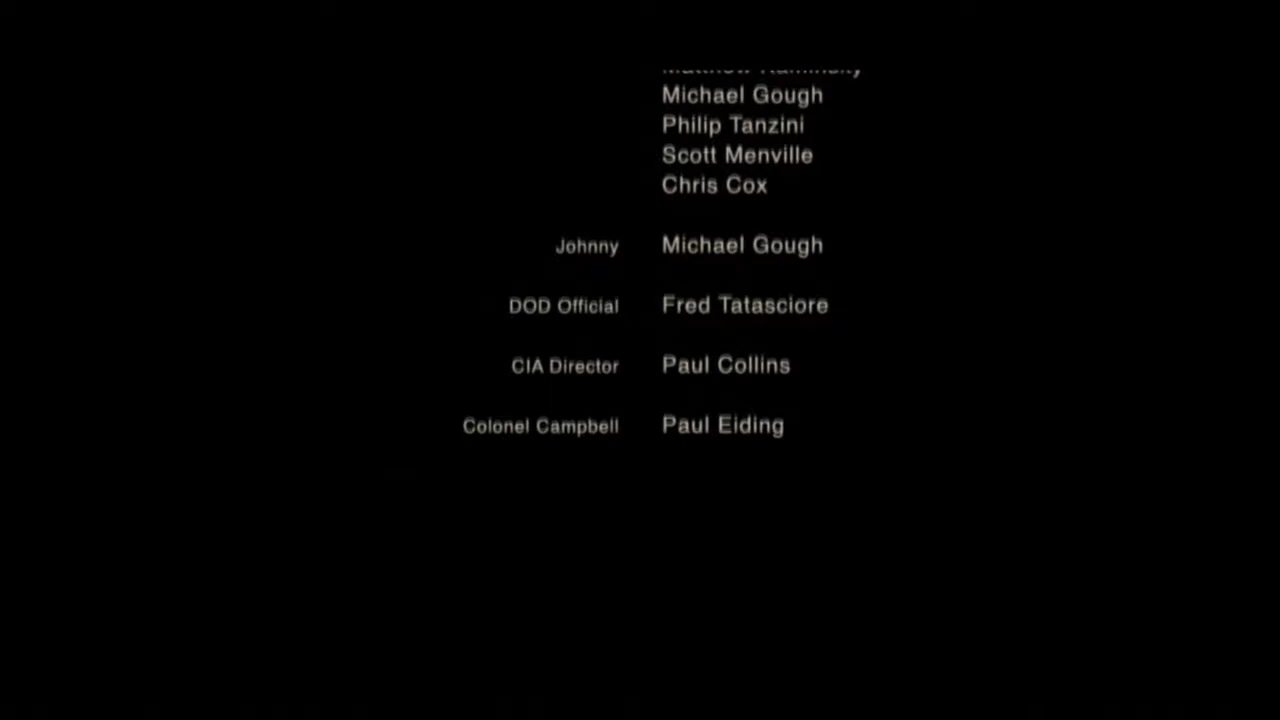 Michael Gough
Philip Tanzini
Scott Menville
Chris Cox
Johnny Michael Gough
DOD Official Fred Tatasciore
CIA Director Paul Collins
Colonel Campbell Paul Eiding